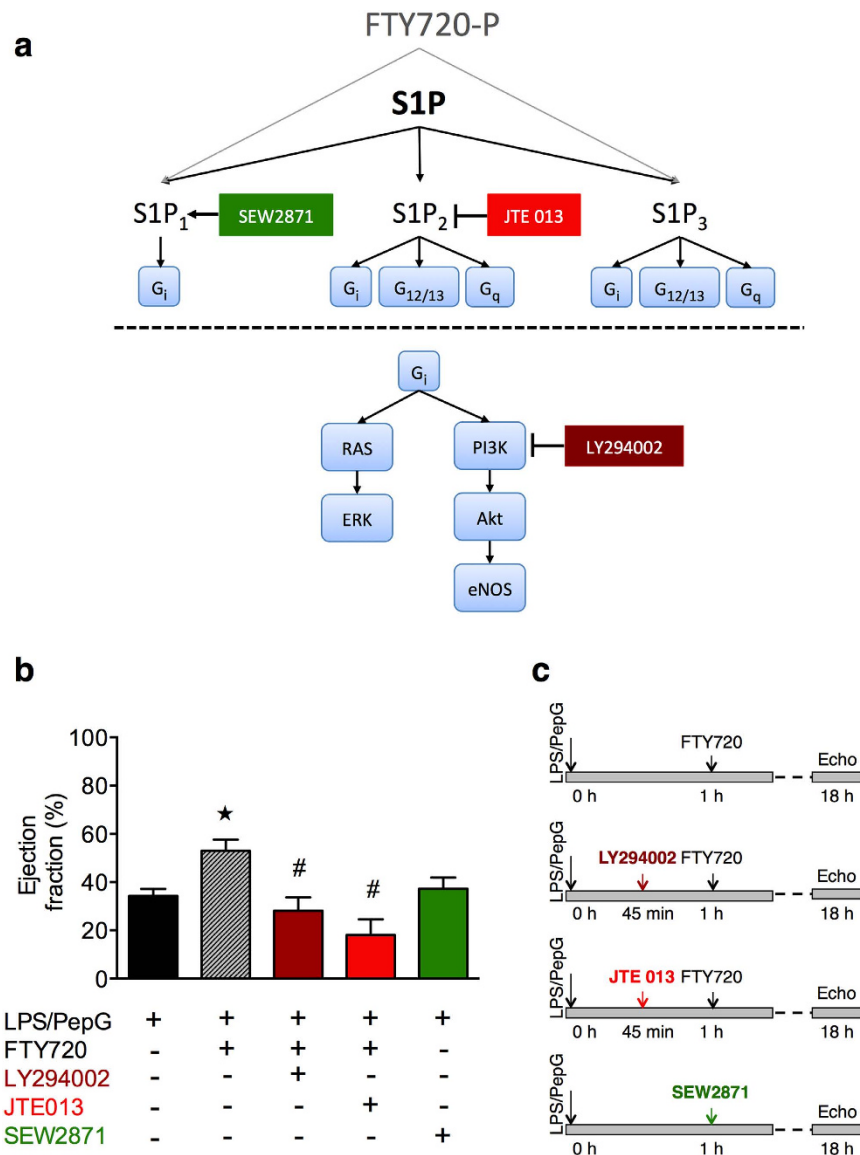 a
FTY720-P
S1P
S1P₁ SEW2871 S1P₂ JTE 013 S1P₃
Gᵢ Gᵢ G₁₂/₁₃ G_q Gᵢ G₁₂/₁₃ G_q
Gᵢ
RAS PI3K LY294002
ERK Akt
eNOS
b
Ejection
fraction (%)
100
80
60
40
20
0
★ # #
LPS/PepG + + + + +
FTY720 - + + + -
LY294002 - - + - -
JTE013 - - - + -
SEW2871 - - - - +
c
LPS/PepG FTY720 Echo
0 h 1 h 18 h
LPS/PepG LY294002 FTY720 Echo
0 h 45 min 1 h 18 h
LPS/PepG JTE 013 FTY720 Echo
0 h 45 min 1 h 18 h
LPS/PepG SEW2871 Echo
0 h 1 h 18 h